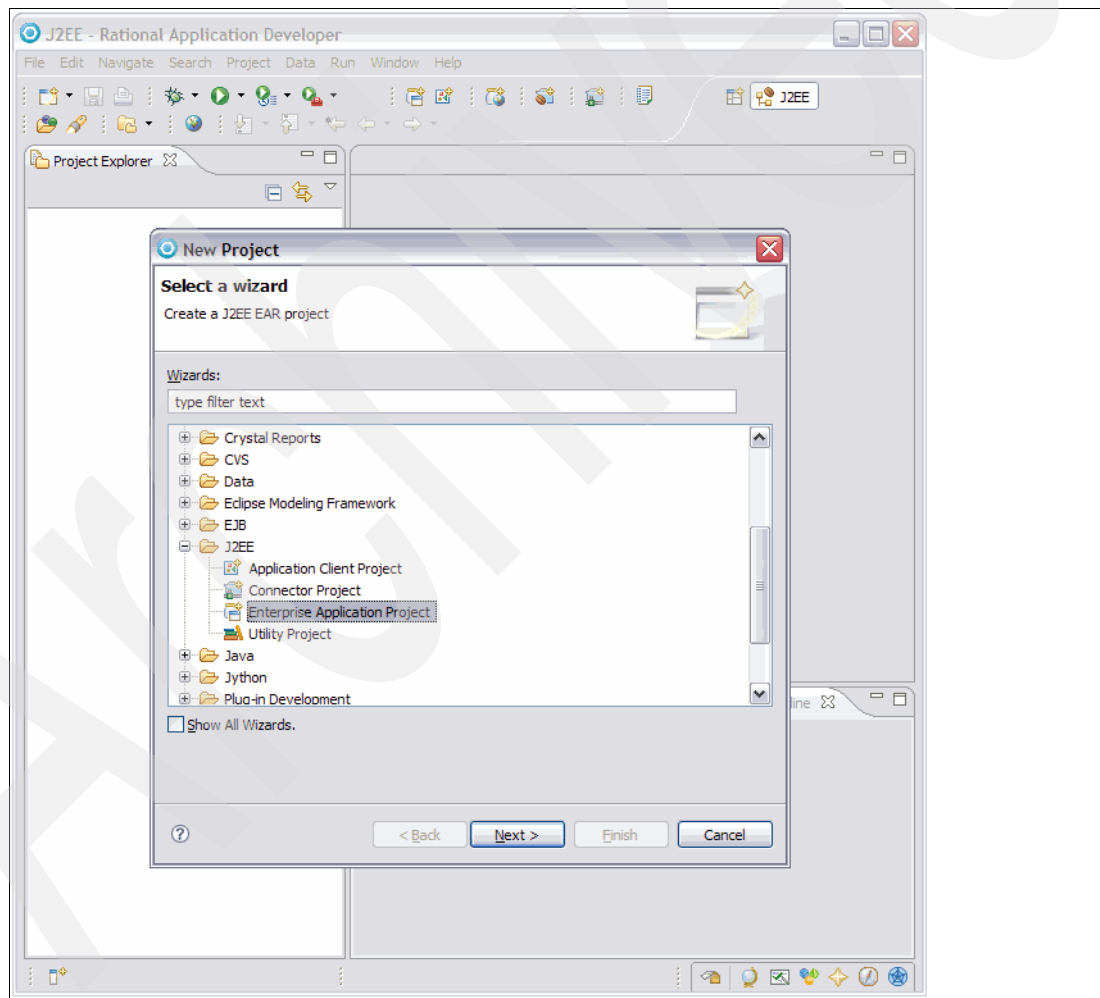 J2EE - Rational Application Developer
File Edit Navigate Search Project Data Run Window Help
J2EE
Project Explorer
New Project
Select a wizard
Create a J2EE EAR project
Wizards:
type filter text
Crystal Reports
CVS
Data
Eclipse Modeling Framework
EJB
J2EE
Application Client Project
Connector Project
Enterprise Application Project
Utility Project
Java
Jython
Plug-in Development
Show All Wizards.
< Back Next > Finish Cancel